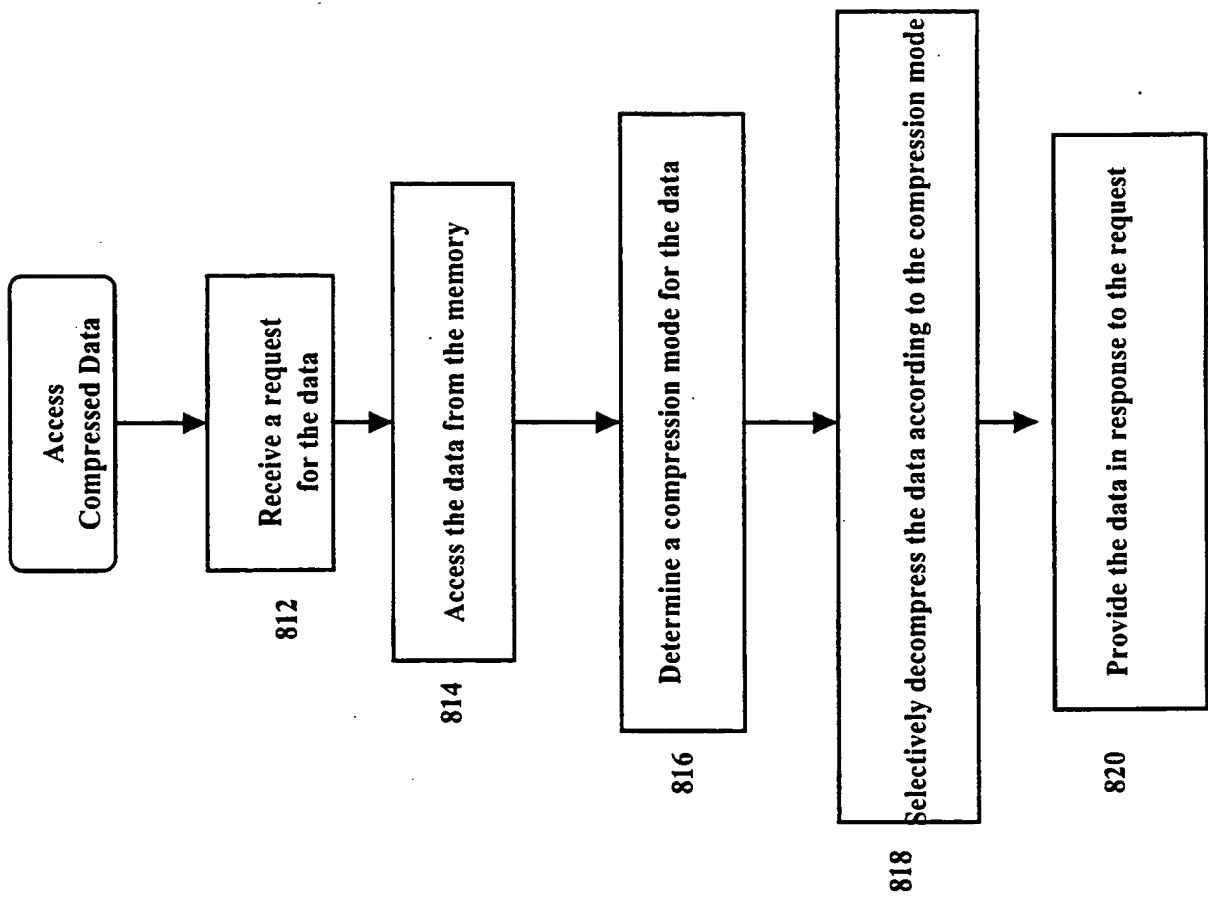 Access
Compressed Data
812
Receive a request
for the data
814
Access the data from the memory
816
Determine a compression mode for the data
818
Selectively decompress the data according to the compression mode
820
Provide the data in response to the request